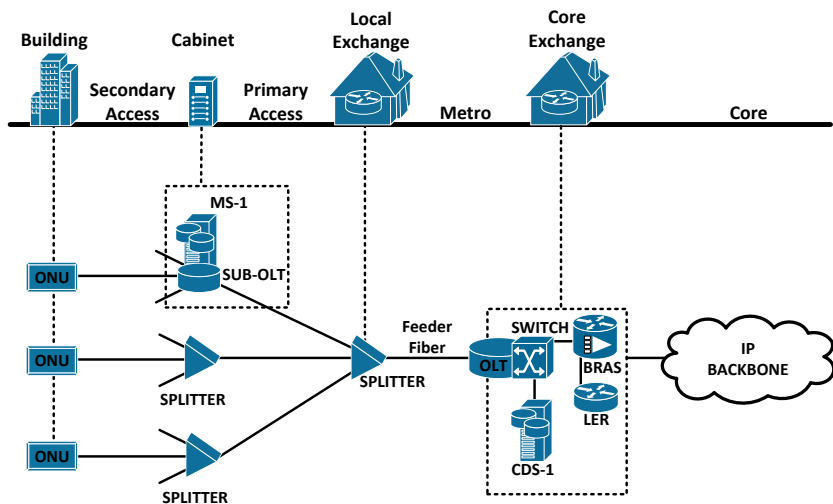 Building
Cabinet
Local
Exchange
Core
Exchange
Secondary
Access
Primary
Access
Metro
Core
MS-1
SUB-OLT
ONU
ONU
SPLITTER
SPLITTER
Feeder
Fiber
OLT
SWITCH
BRAS
LER
CDS-1
IP
BACKBONE
ONU
SPLITTER